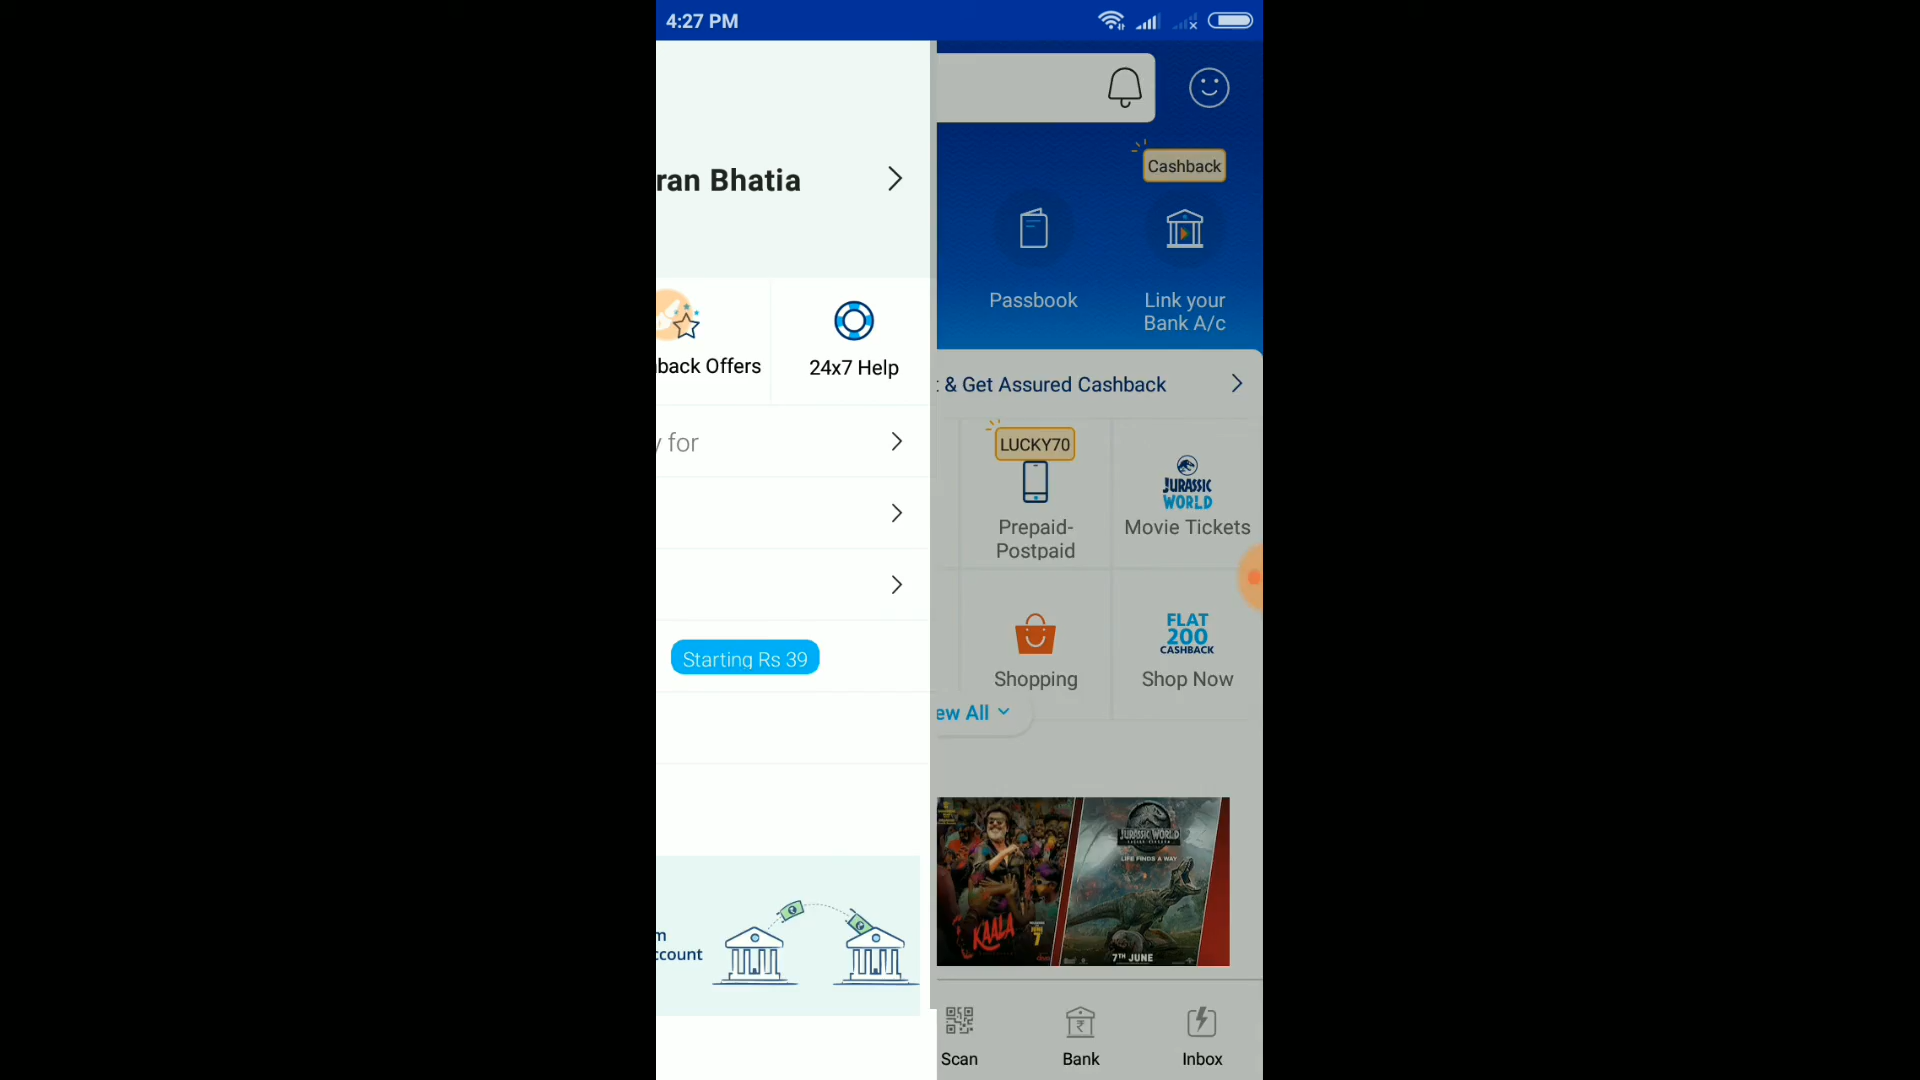 4:27 PM
ran Bhatia
back Offers
24x7 Help
y for
Starting Rs 39
m
ccount
Cashback
Passbook
Link your
Bank A/c
t & Get Assured Cashback
LUCKY70
Prepaid-
Postpaid
JURASSIC
WORLD
Movie Tickets
Shopping
FLAT
200
CASHBACK
Shop Now
ew All
KAALA
JUNE
7
JURASSIC WORLD
LIFE FINDS A WAY
7TH JUNE
Scan
Bank
Inbox